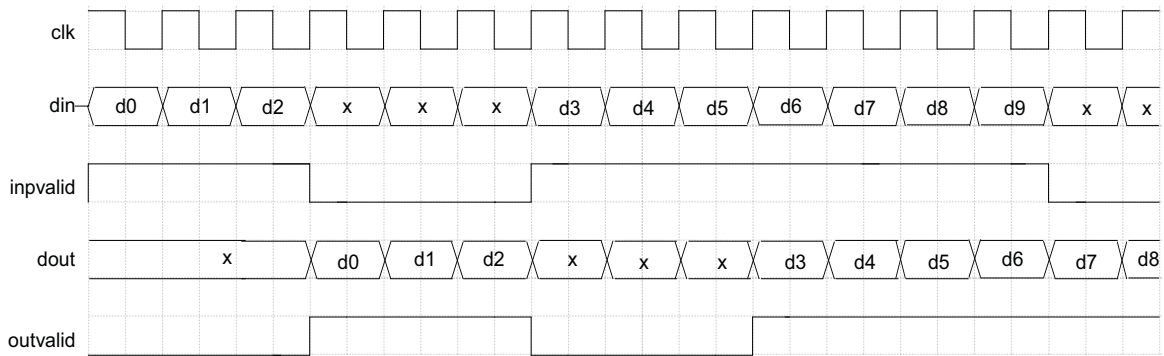 clk
din d0 d1 d2 x x x d3 d4 d5 d6 d7 d8 d9 x x
inpvalid
dout x d0 d1 d2 x x x d3 d4 d5 d6 d7 d8
outvalid